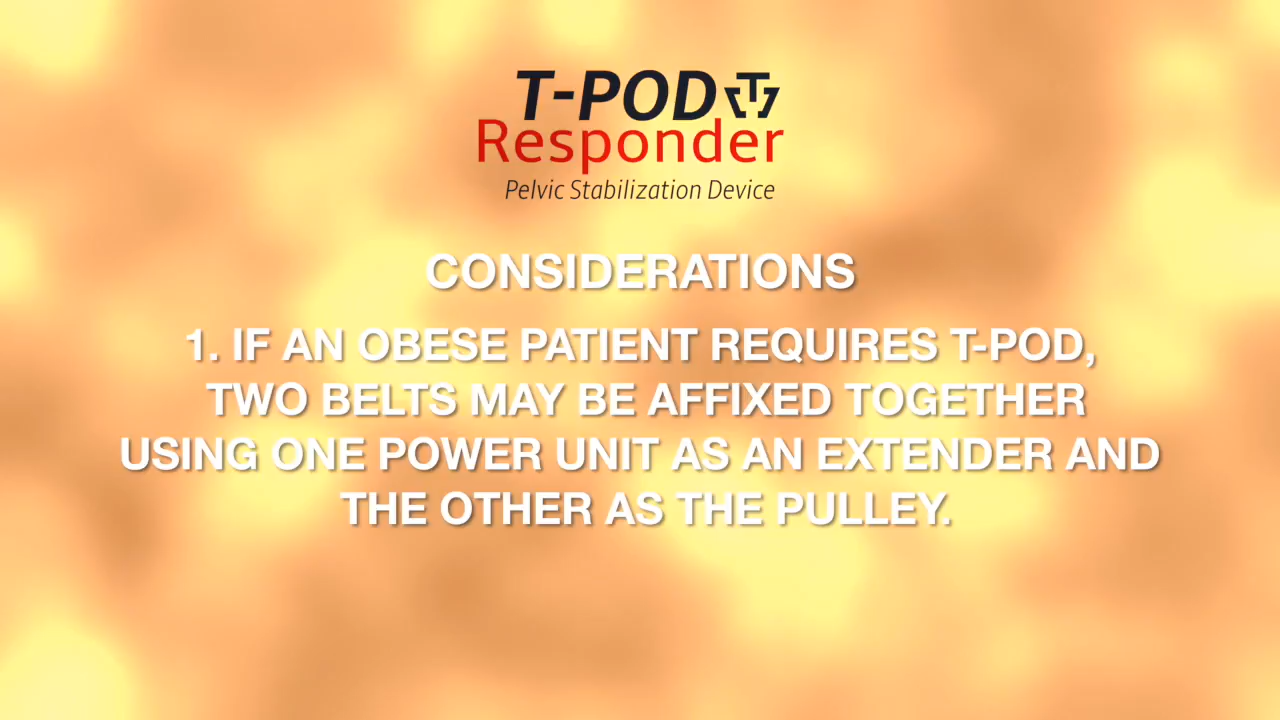 T-POD
Responder
Pelvic Stabilization Device
CONSIDERATIONS
1. IF AN OBESE PATIENT REQUIRES T-POD,
TWO BELTS MAY BE AFFIXED TOGETHER
USING ONE POWER UNIT AS AN EXTENDER AND
THE OTHER AS THE PULLEY.